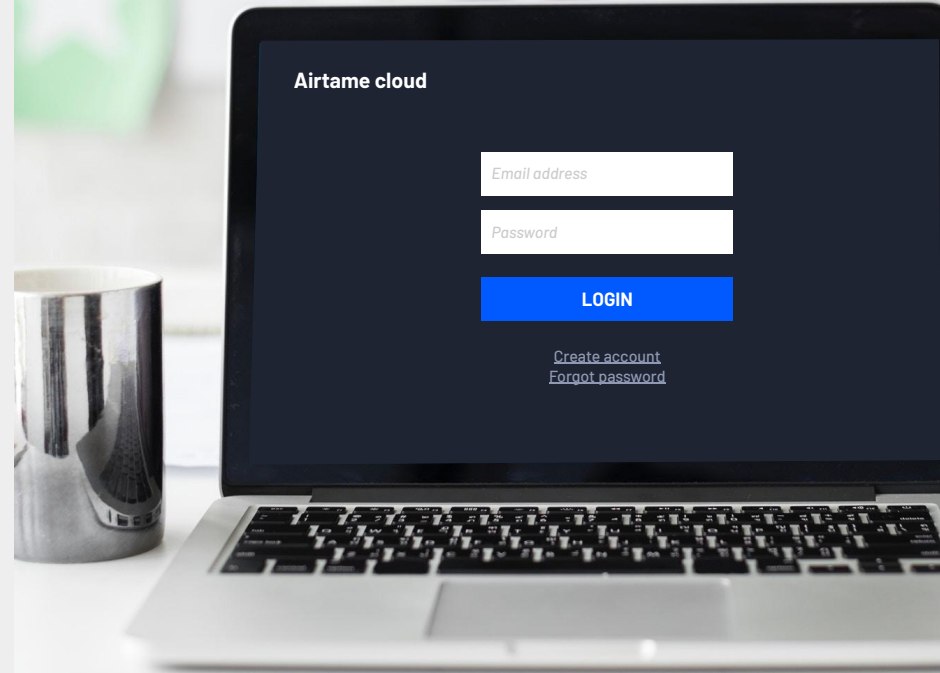 Airtame cloud
Email address
Password
LOGIN
Create account
Forgot password